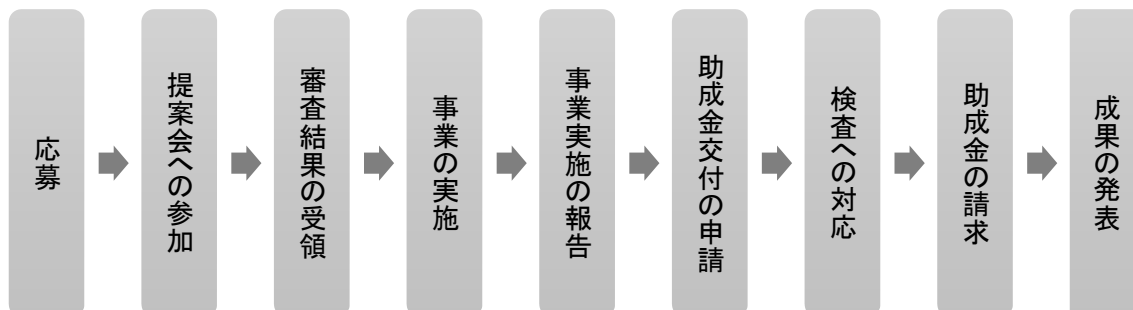 応募
提案会への参加
審査結果の受領
事業の実施
事業実施の報告
助成金交付の申請
検査への対応
助成金の請求
成果の発表